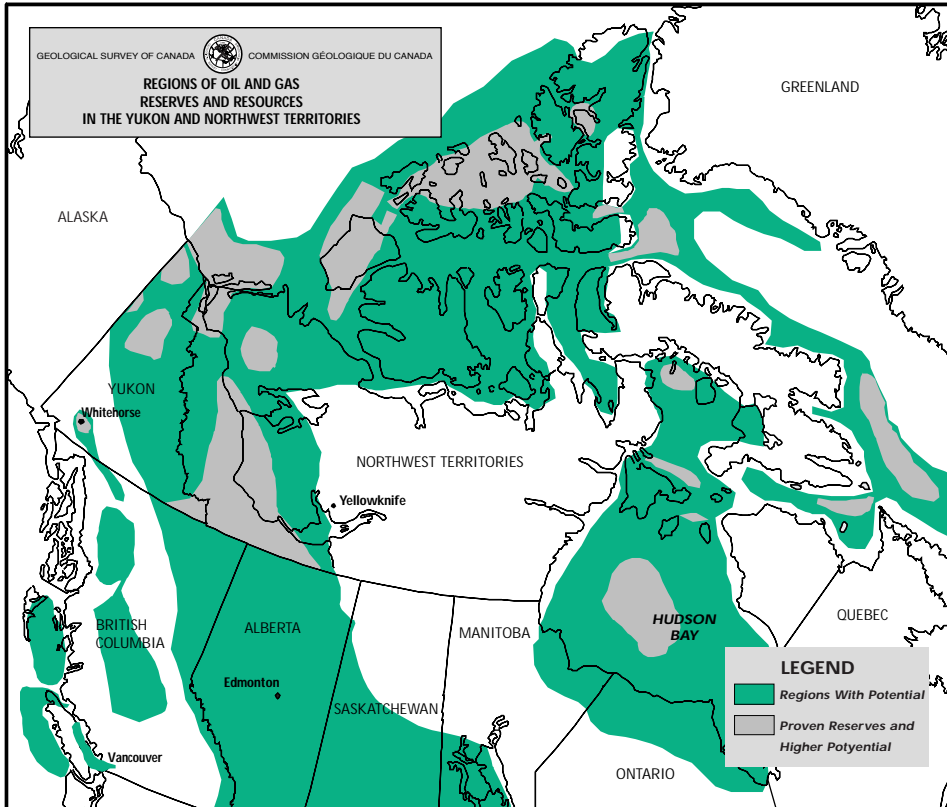 GEOLOGICAL SURVEY OF CANADA COMMISSION GÉOLOGIQUE DU CANADA
REGIONS OF OIL AND GAS
RESERVES AND RESOURCES
IN THE YUKON AND NORTHWEST TERRITORIES
GREENLAND
ALASKA
YUKON
Whitehorse
NORTHWEST TERRITORIES
Yellowknife
BRITISH
COLUMBIA
ALBERTA
MANITOBA
HUDSON
BAY
QUEBEC
Edmonton
SASKATCHEWAN
Vancouver
ONTARIO
LEGEND
Regions With Potential
Proven Reserves and
Higher Potyential